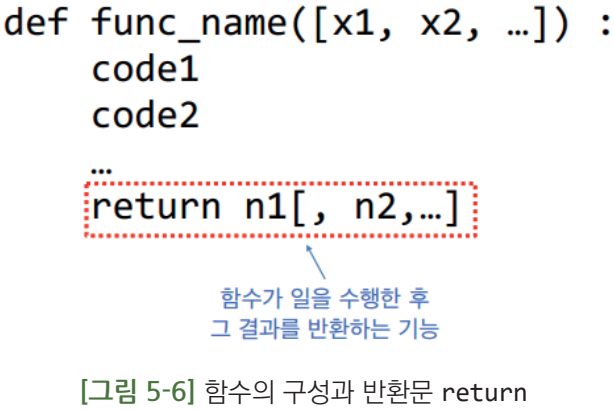 def func_name([x1, x2, …]) :
code1
code2
…
return n1[, n2,…]
함수가 일을 수행한 후
그 결과를 반환하는 기능
[그림 5-6] 함수의 구성과 반환문 return